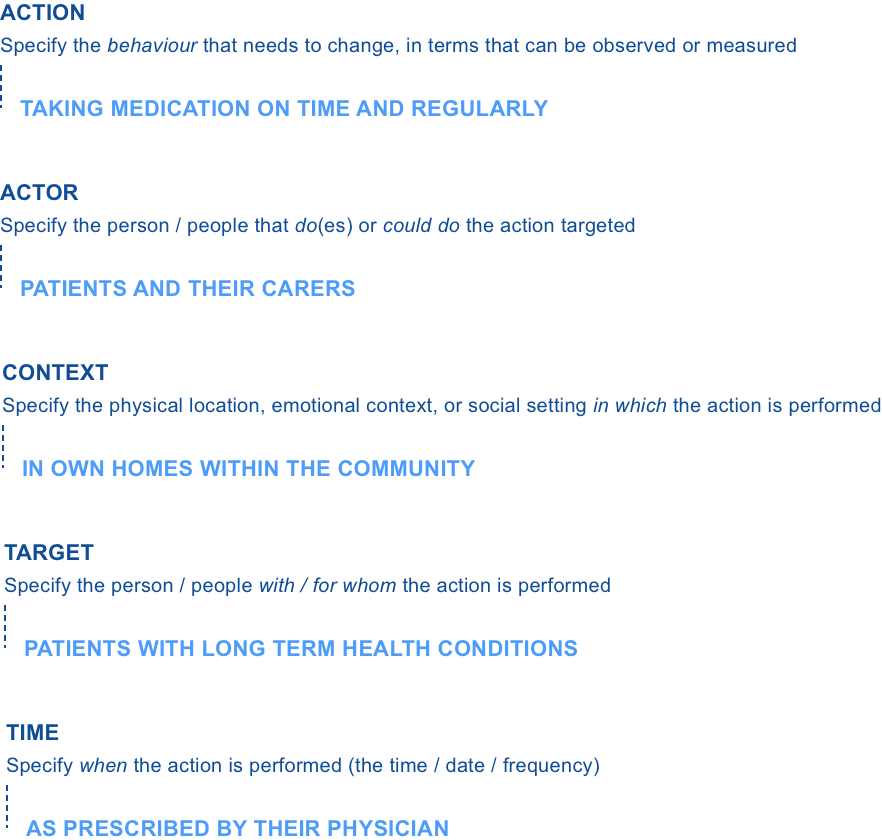 ACTION
Specify the behaviour that needs to change, in terms that can be observed or measured
TAKING MEDICATION ON TIME AND REGULARLY
ACTOR
Specify the person / people that do(es) or could do the action targeted
PATIENTS AND THEIR CARERS
CONTEXT
Specify the physical location, emotional context, or social setting in which the action is performed
IN OWN HOMES WITHIN THE COMMUNITY
TARGET
Specify the person / people with / for whom the action is performed
PATIENTS WITH LONG TERM HEALTH CONDITIONS
TIME
Specify when the action is performed (the time / date / frequency)
AS PRESCRIBED BY THEIR PHYSICIAN